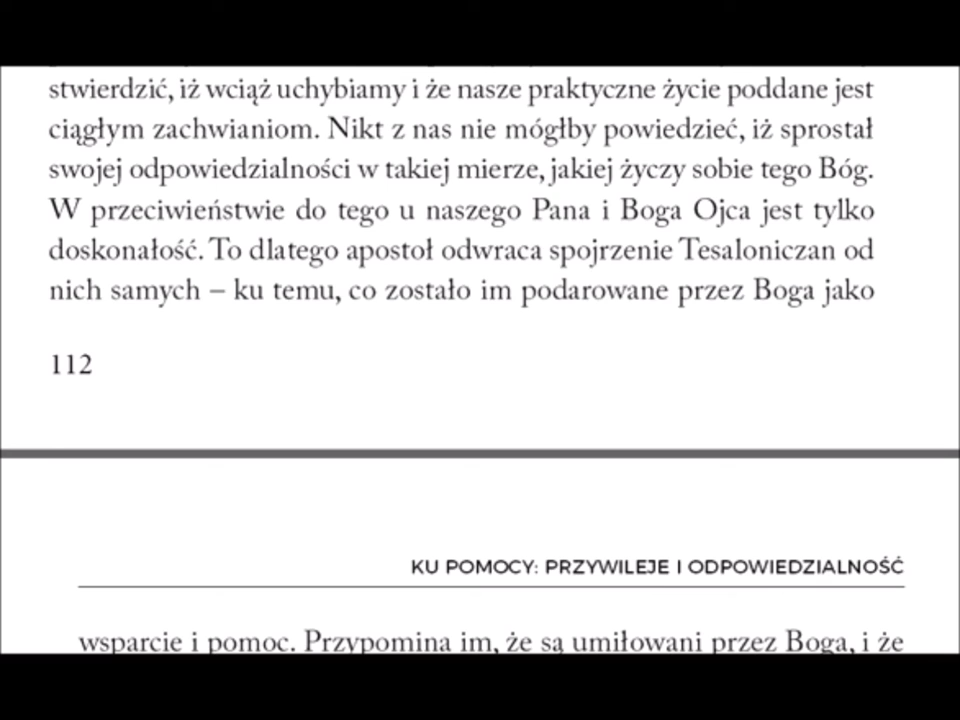 stwierdzić, iż wciąż uchybiamy i że nasze praktyczne życie poddane jest
ciągłym zachwianiom. Nikt z nas nie mógłby powiedzieć, iż sprostał
swojej odpowiedzialności w takiej mierze, jakiej życzy sobie tego Bóg.
W przeciwieństwie do tego u naszego Pana i Boga Ojca jest tylko
doskonałość. To dlatego apostoł odwraca spojrzenie Tesaloniczan od
nich samych – ku temu, co zostało im podarowane przez Boga jako
112
KU POMOCY: PRZYWILEJE I ODPOWIEDZIALNOŚĆ
wsparcie i pomoc. Przypomina im, że są umiłowani przez Boga, i że